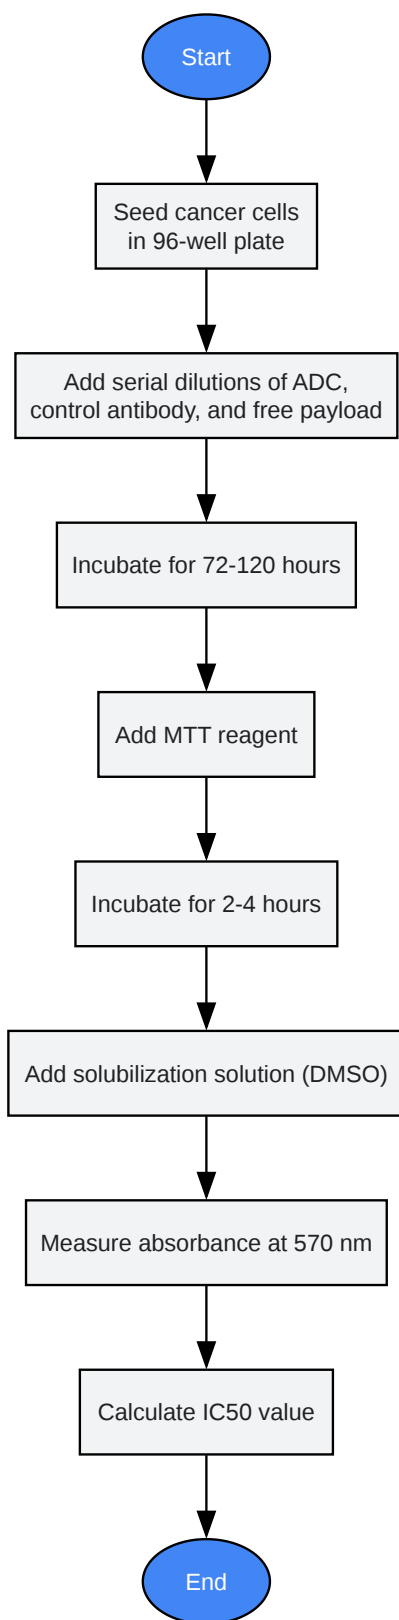 Start
Seed cancer cells
in 96-well plate
Add serial dilutions of ADC,
control antibody, and free payload
Incubate for 72-120 hours
Add MTT reagent
Incubate for 2-4 hours
Add solubilization solution (DMSO)
Measure absorbance at 570 nm
Calculate IC50 value
End